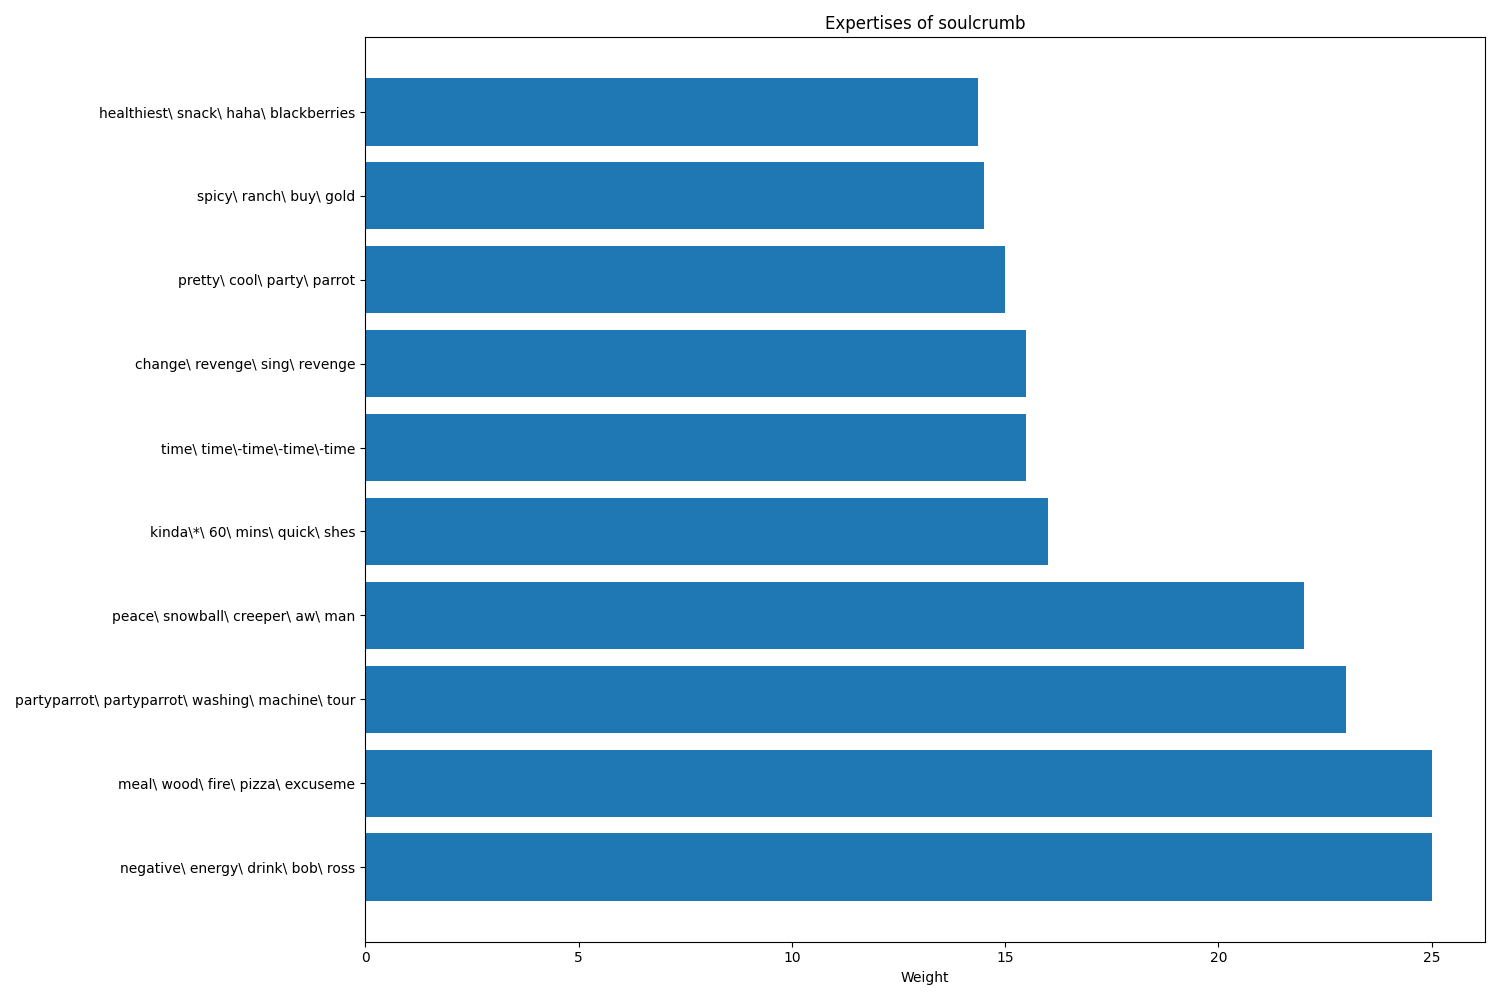 Expertises of soulcrumb
healthiest\ snack\ haha\ blackberries
spicy\ ranch\ buy\ gold
pretty\ cool\ party\ parrot
change\ revenge\ sing\ revenge
time\ time\-time\-time\-time
kinda\*\ 60\ mins\ quick\ shes
peace\ snowball\ creeper\ aw\ man
partyparrot\ partyparrot\ washing\ machine\ tour
meal\ wood\ fire\ pizza\ excuseme
negative\ energy\ drink\ bob\ ross
0 5 10 15 20 25
Weight